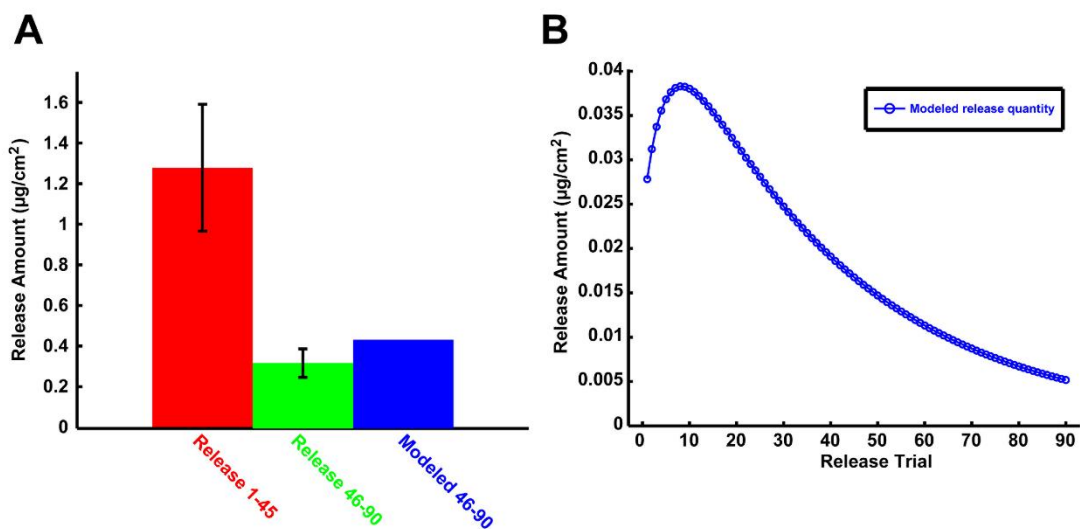 A
Release Amount (µg/cm²)
1.6
1.4
1.2
1
0.8
0.6
0.4
0.2
0
Release 1-45
Release 46-90
Modeled 46-90
B
Release Amount (µg/cm²)
0.04
0.035
0.03
0.025
0.02
0.015
0.01
0.005
0
Modeled release quantity
0 10 20 30 40 50 60 70 80 90
Release Trial